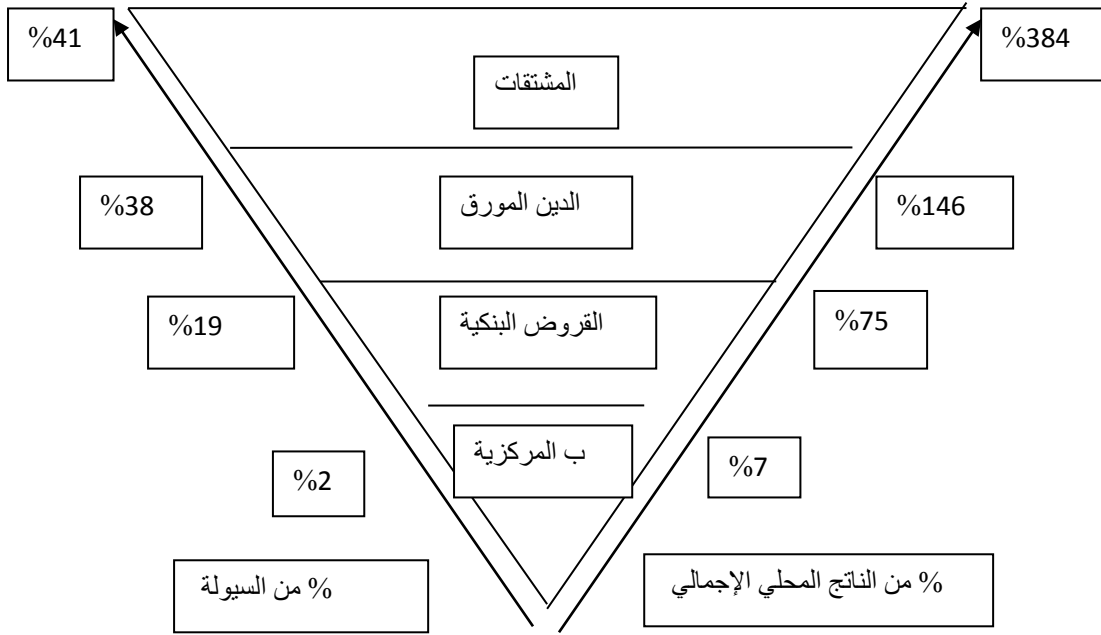 %41
%384
المشتقات
%38
الدين المورق
%146
%19
القروض البنكية
%75
%2
ب المركزية
%7
% من السيولة
% من الناتج المحلي الإجمالي